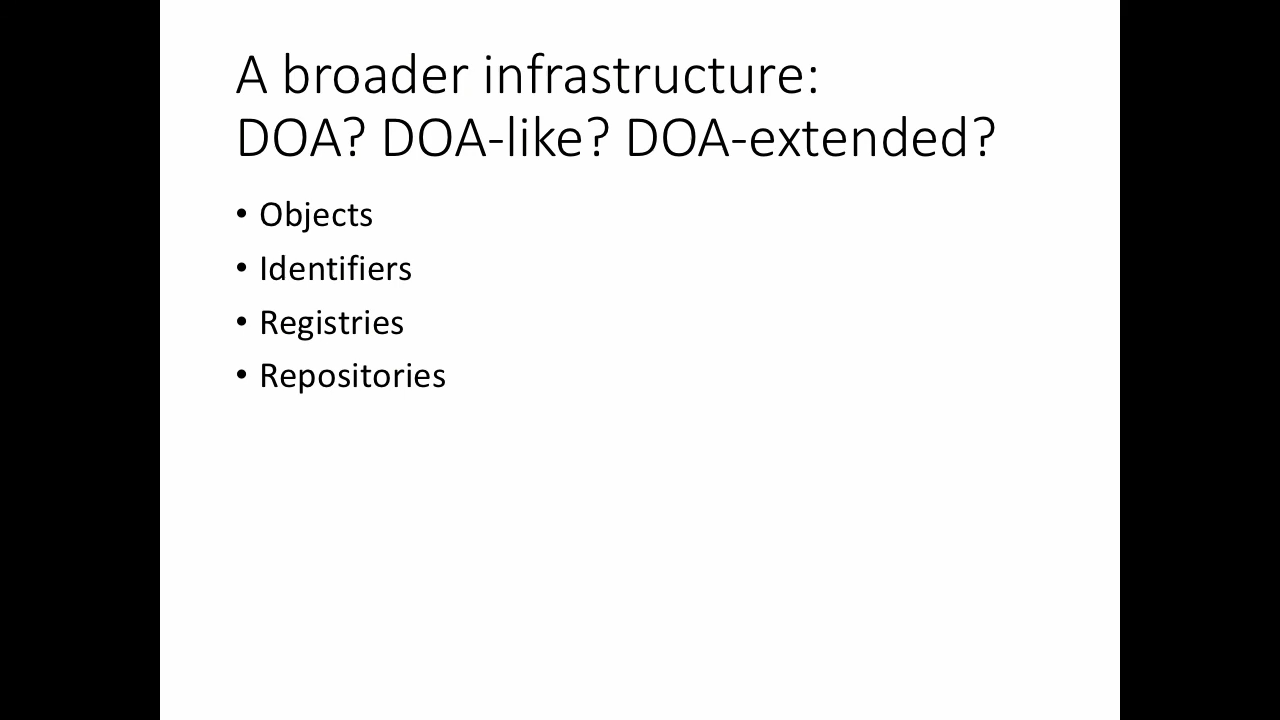 A broader infrastructure:
DOA? DOA-like? DOA-extended?
• Objects
• Identifiers
• Registries
• Repositories